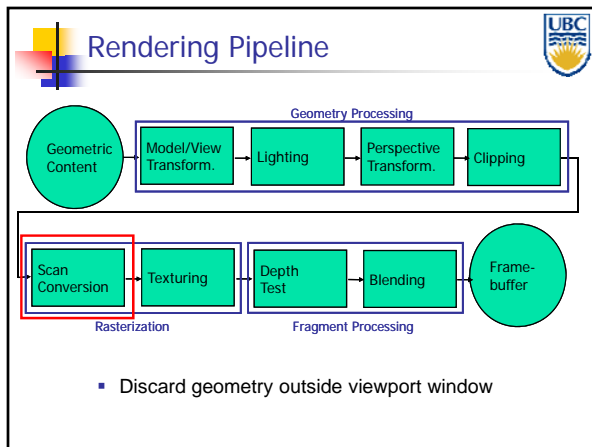 Rendering Pipeline
UBC
Geometry Processing
Geometric
Content
Model/View
Transform.
Lighting
Perspective
Transform.
Clipping
Scan
Conversion
Texturing
Depth
Test
Blending
Frame-
buffer
Rasterization
Fragment Processing
▪ Discard geometry outside viewport window